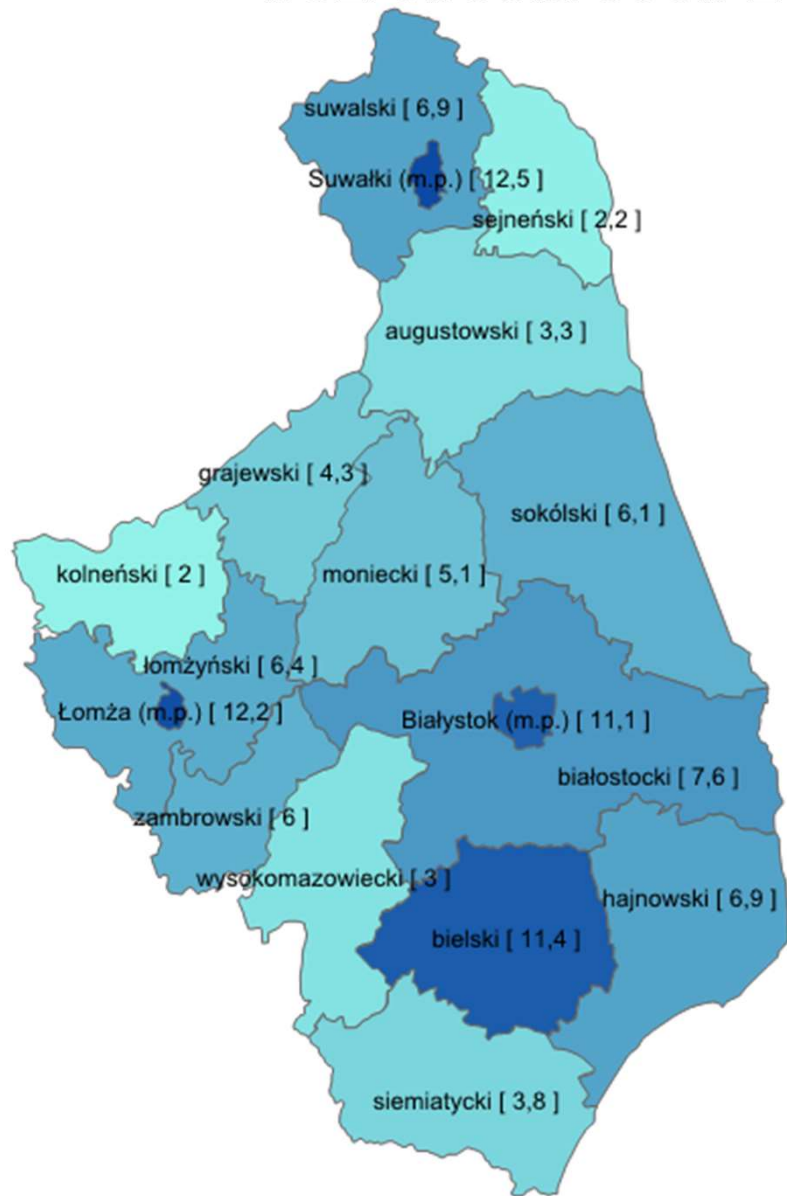 suwalski [ 6,9 ]
Suwałki (m.p.) [ 12,5 ]
sejneński [ 2,2 ]
augustowski [ 3,3 ]
grajewski [ 4,3 ]
sokólski [ 6,1 ]
kolneński [ 2 ]
moniecki [ 5,1 ]
łomżyński [ 6,4 ]
Łomża (m.p.) [ 12,2 ]
Białystok (m.p.) [ 11,1 ]
białostocki [ 7,6 ]
zambrowski [ 6 ]
wysokomazowiecki [ 3 ]
hajnowski [ 6,9 ]
bielski [ 11,4 ]
siemiatycki [ 3,8 ]